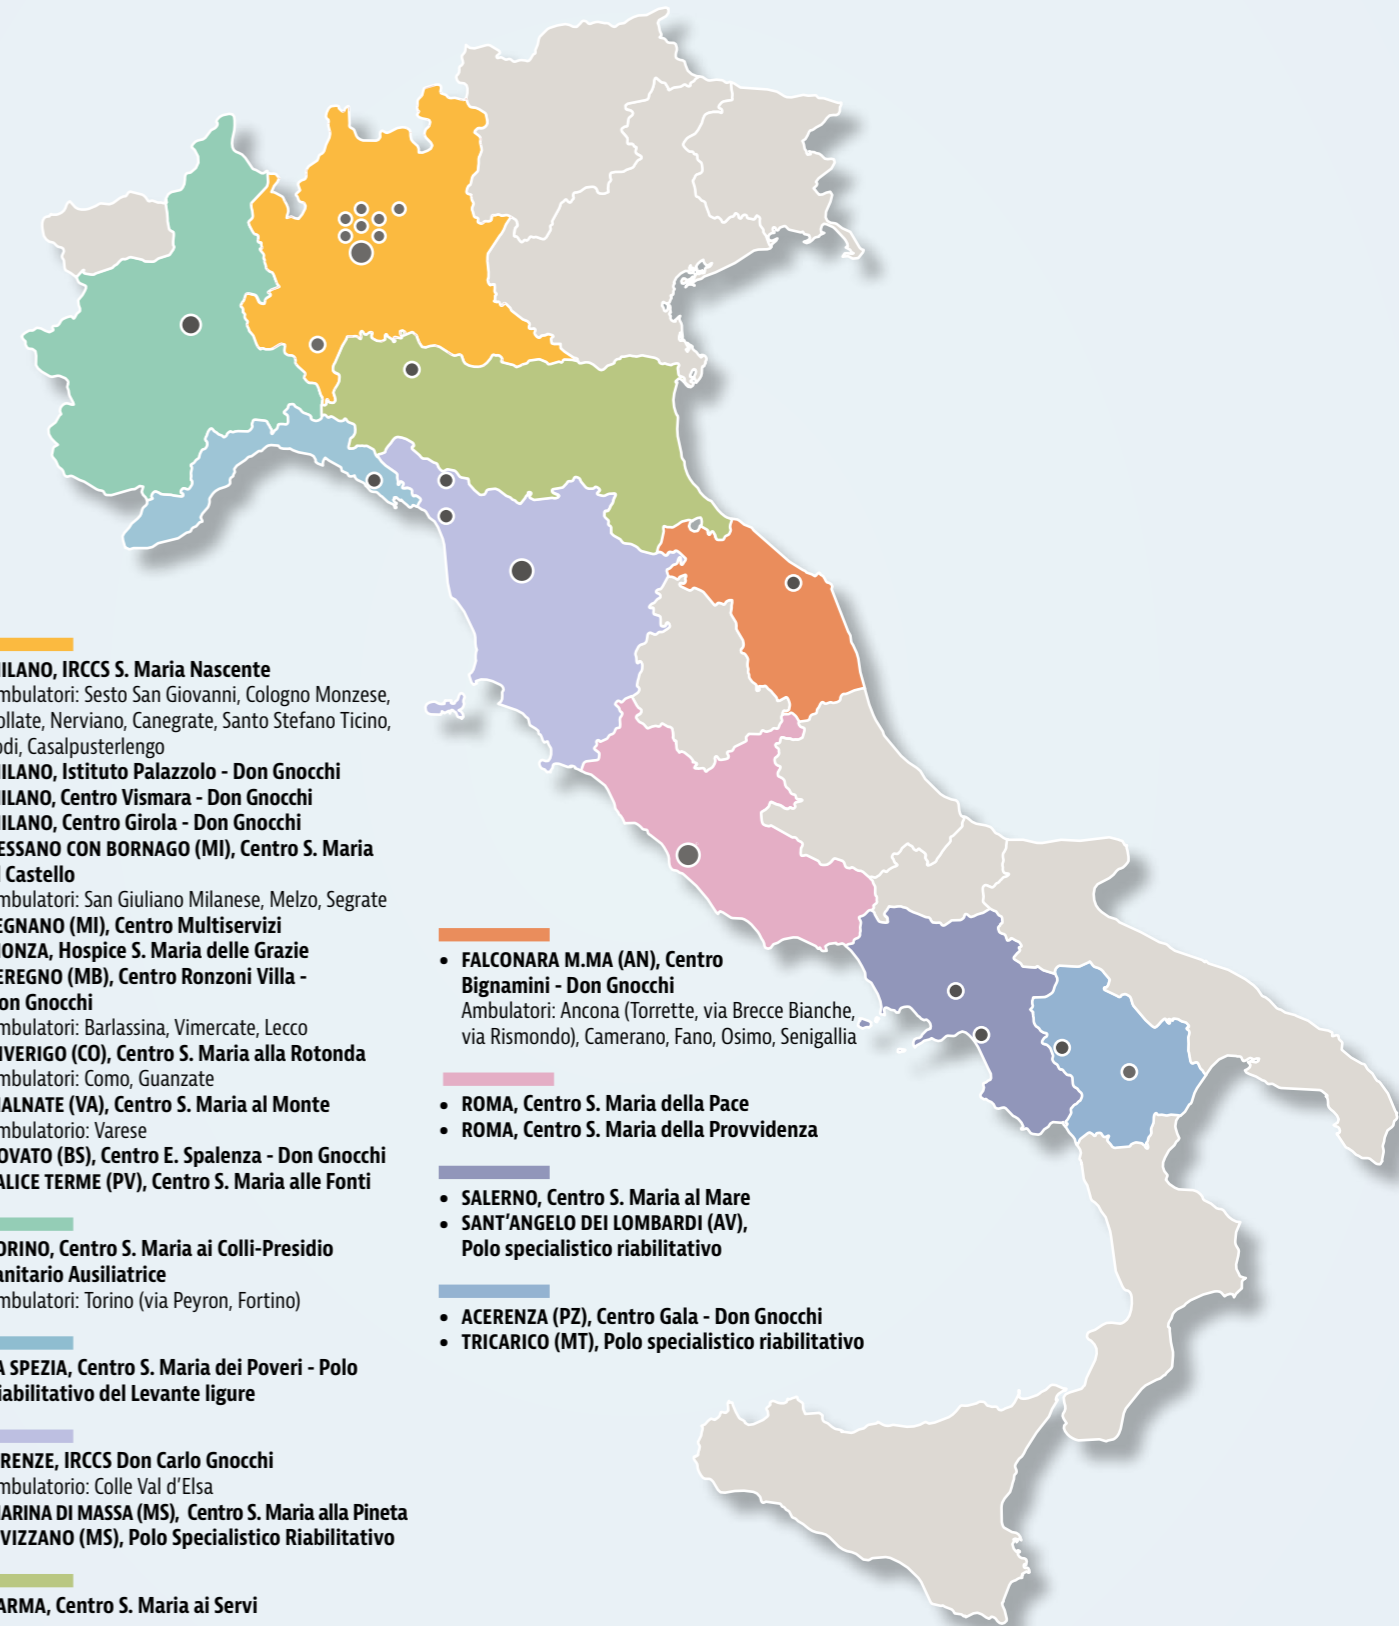 ILANO, IRCCS S. Maria Nascente
mbulatori: Sesto San Giovanni, Cologno Monzese,
ollate, Nerviano, Canegrate, Santo Stefano Ticino,
odi, Casalpusterlengo
ILANO, Istituto Palazzolo - Don Gnocchi
ILANO, Centro Vismara - Don Gnocchi
ILANO, Centro Girola - Don Gnocchi
ESSANO CON BORNAGO (MI), Centro S. Maria
l Castello
mbulatori: San Giuliano Milanese, Melzo, Segrate
EGNANO (MI), Centro Multiservizi
ONZA, Hospice S. Maria delle Grazie
EREGNO (MB), Centro Ronzoni Villa -
on Gnocchi
mbulatori: Barlassina, Vimercate, Lecco
IVERIGO (CO), Centro S. Maria alla Rotonda
mbulatori: Como, Guanzate
ALNATE (VA), Centro S. Maria al Monte
mbulatorio: Varese
OVATO (BS), Centro E. Spalenza - Don Gnocchi
ALICE TERME (PV), Centro S. Maria alle Fonti
ORINO, Centro S. Maria ai Colli-Presidio
anitario Ausiliatrice
mbulatori: Torino (via Peyron, Fortino)
A SPEZIA, Centro S. Maria dei Poveri - Polo
iabilitativo del Levante ligure
RENZE, IRCCS Don Carlo Gnocchi
mbulatorio: Colle Val d'Elsa
ARINA DI MASSA (MS), Centro S. Maria alla Pineta
VIZZANO (MS), Polo Specialistico Riabilitativo
ARMA, Centro S. Maria ai Servi
• FALCONARA M.MA (AN), Centro
Bignamini - Don Gnocchi
Ambulatori: Ancona (Torrette, via Brecce Bianche,
via Rismondo), Camerano, Fano, Osimo, Senigallia
• ROMA, Centro S. Maria della Pace
• ROMA, Centro S. Maria della Provvidenza
• SALERNO, Centro S. Maria al Mare
• SANT'ANGELO DEI LOMBARDI (AV),
Polo specialistico riabilitativo
• ACERENZA (PZ), Centro Gala - Don Gnocchi
• TRICARICO (MT), Polo specialistico riabilitativo